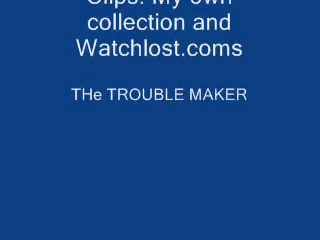 Clips: My own
collection and
Watchlost.coms
THe TROUBLE MAKER